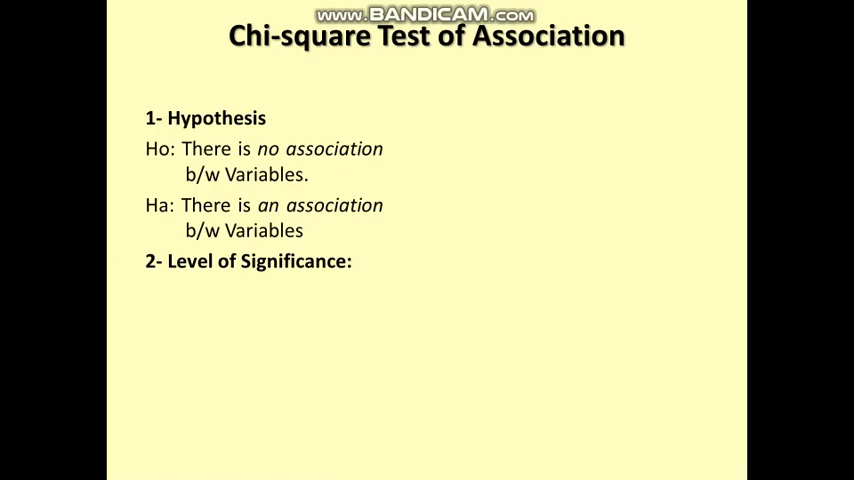 www.BANDICAM.com
Chi-square Test of Association
1- Hypothesis
Ho: There is no association
b/w Variables.
Ha: There is an association
b/w Variables
2- Level of Significance: